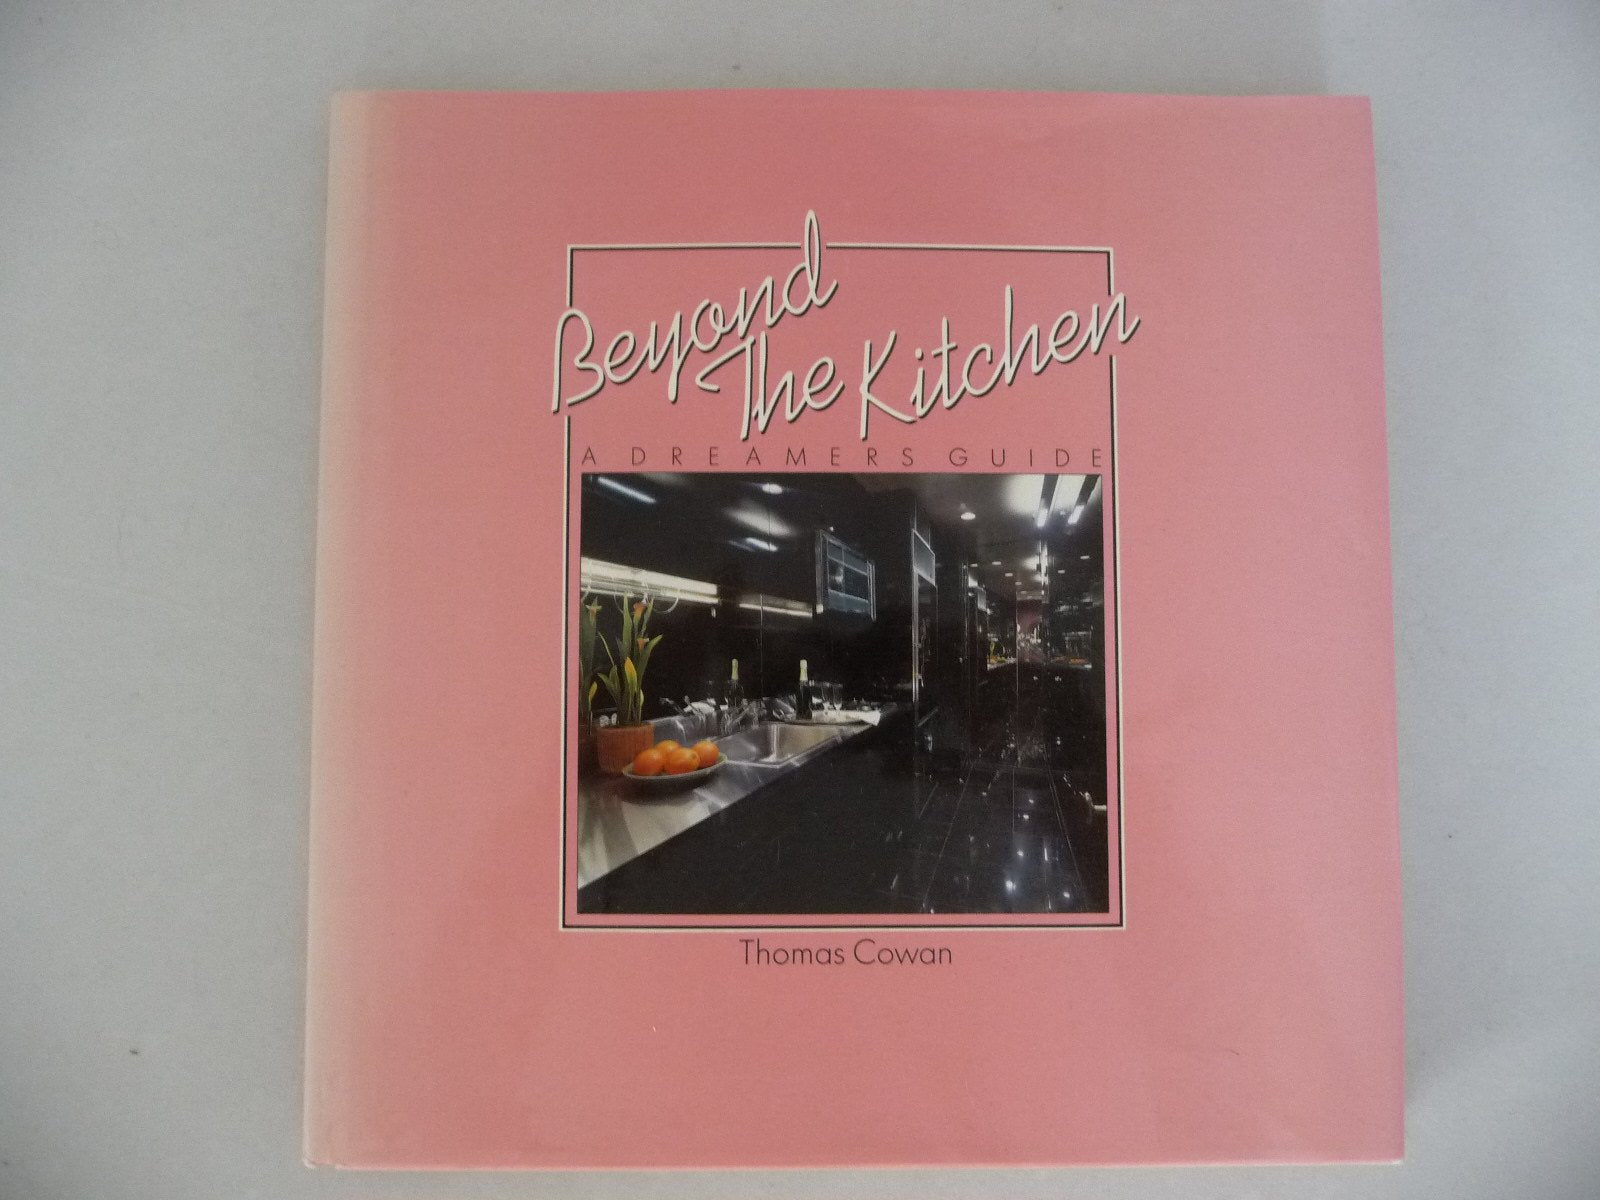 Beyond
The Kitchen
A DREAMERS GUIDE
Thomas Cowan